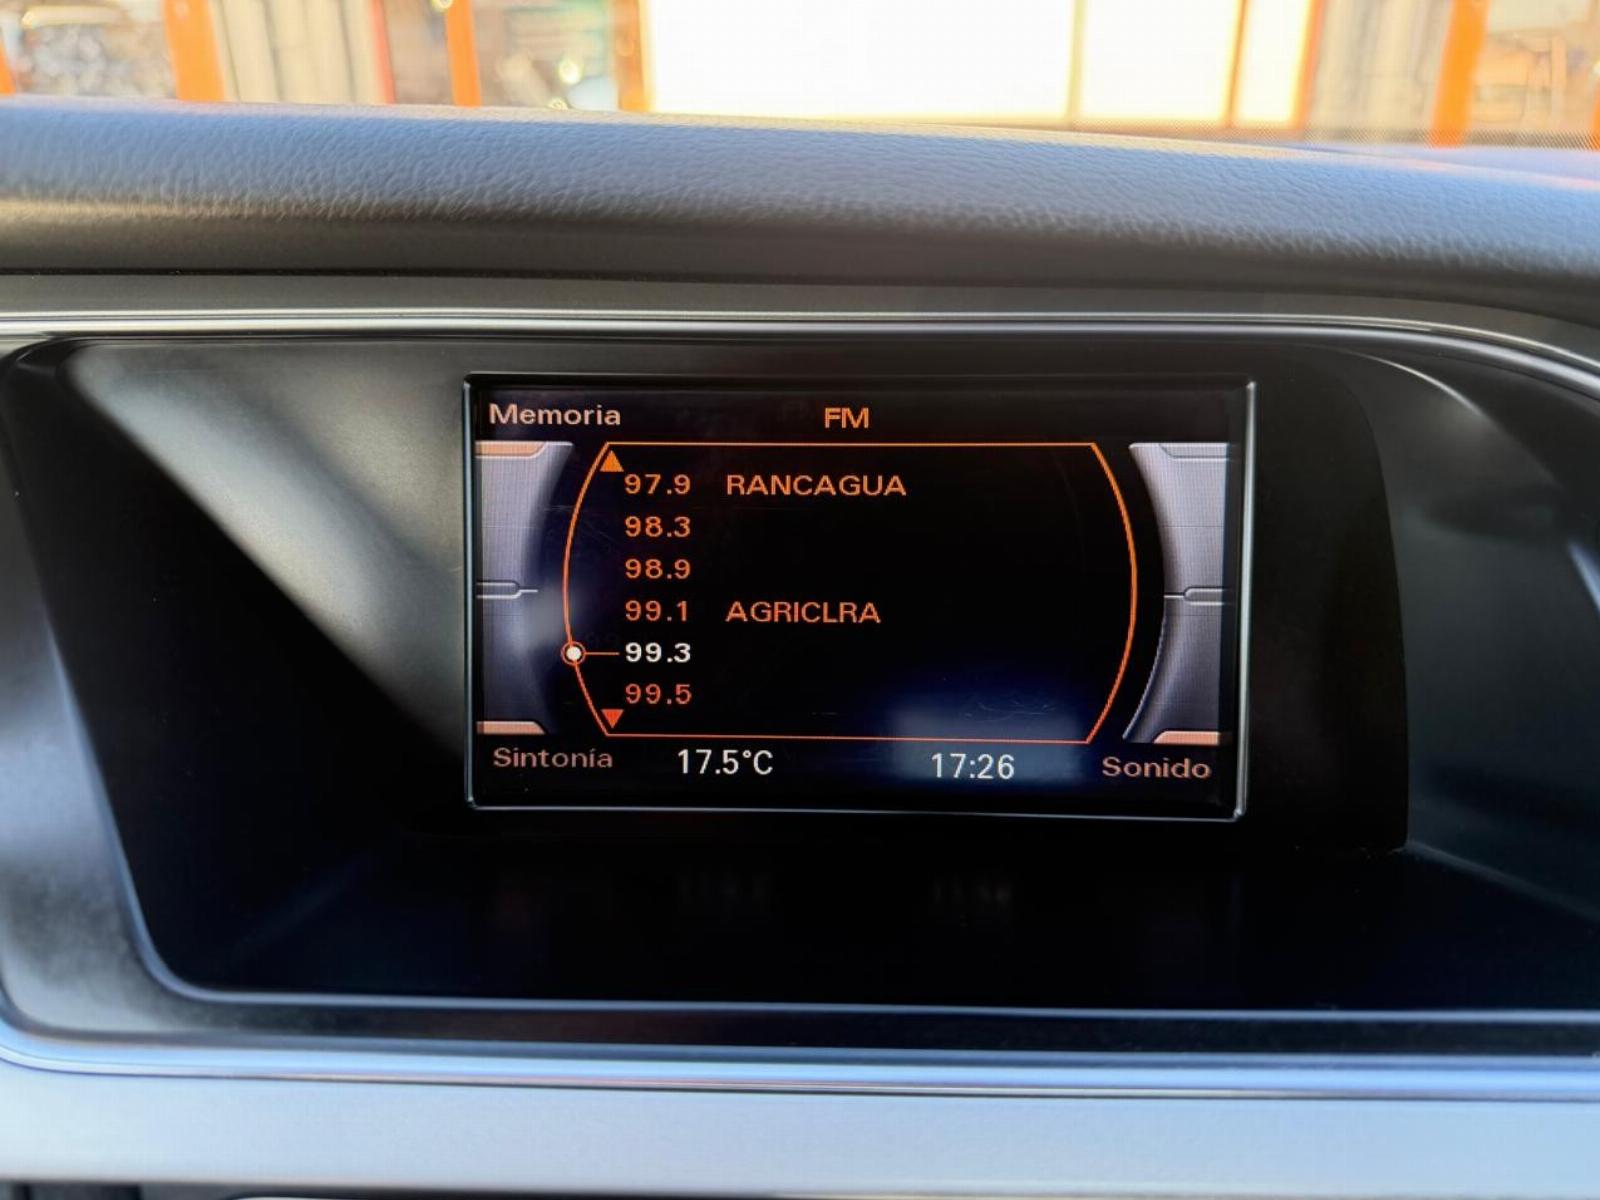 Memoria FM
97.9 RANCAGUA
98.3
98.9
99.1 AGRICLRA
99.3
99.5
Sintonía 17.5°C 17:26 Sonido